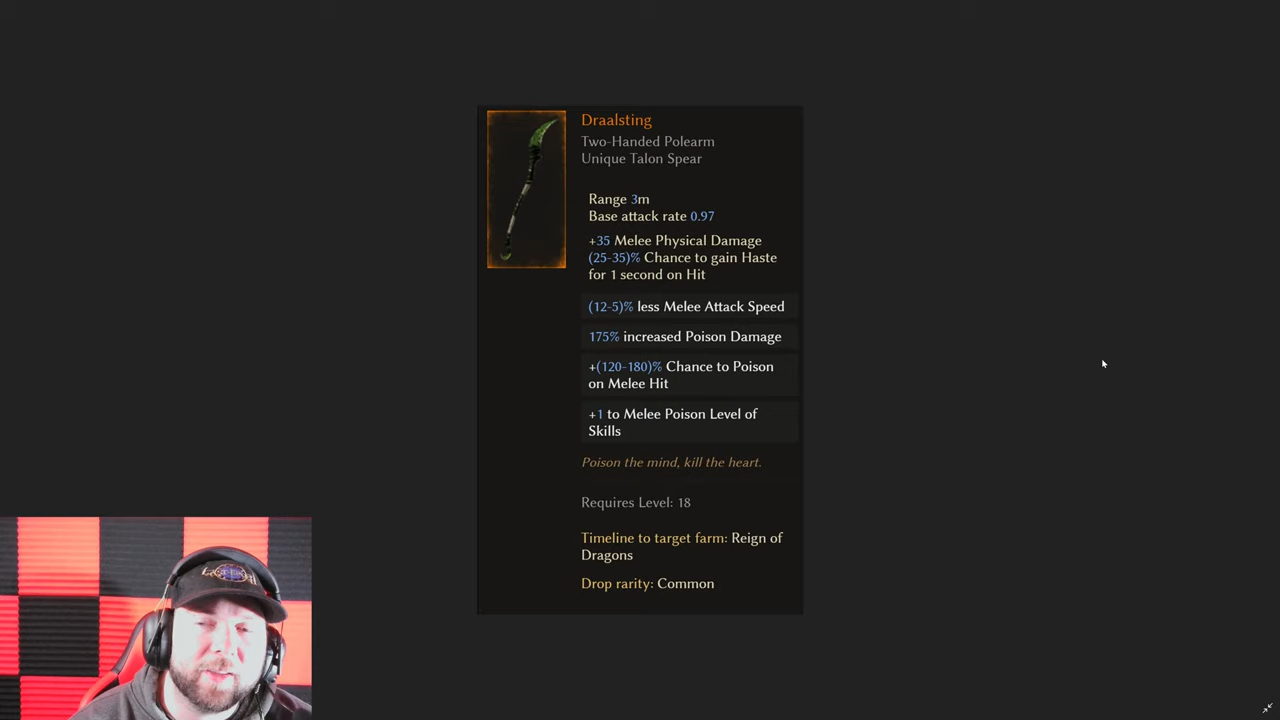 Draalsting
Two-Handed Polearm
Unique Talon Spear
Range 3m
Base attack rate 0.97
+35 Melee Physical Damage
(25-35)% Chance to gain Haste
for 1 second on Hit
(12-5)% less Melee Attack Speed
175% increased Poison Damage
+(120-180)% Chance to Poison
on Melee Hit
+1 to Melee Poison Level of
Skills
Poison the mind, kill the heart.
Requires Level: 18
Timeline to target farm: Reign of
Dragons
Drop rarity: Common